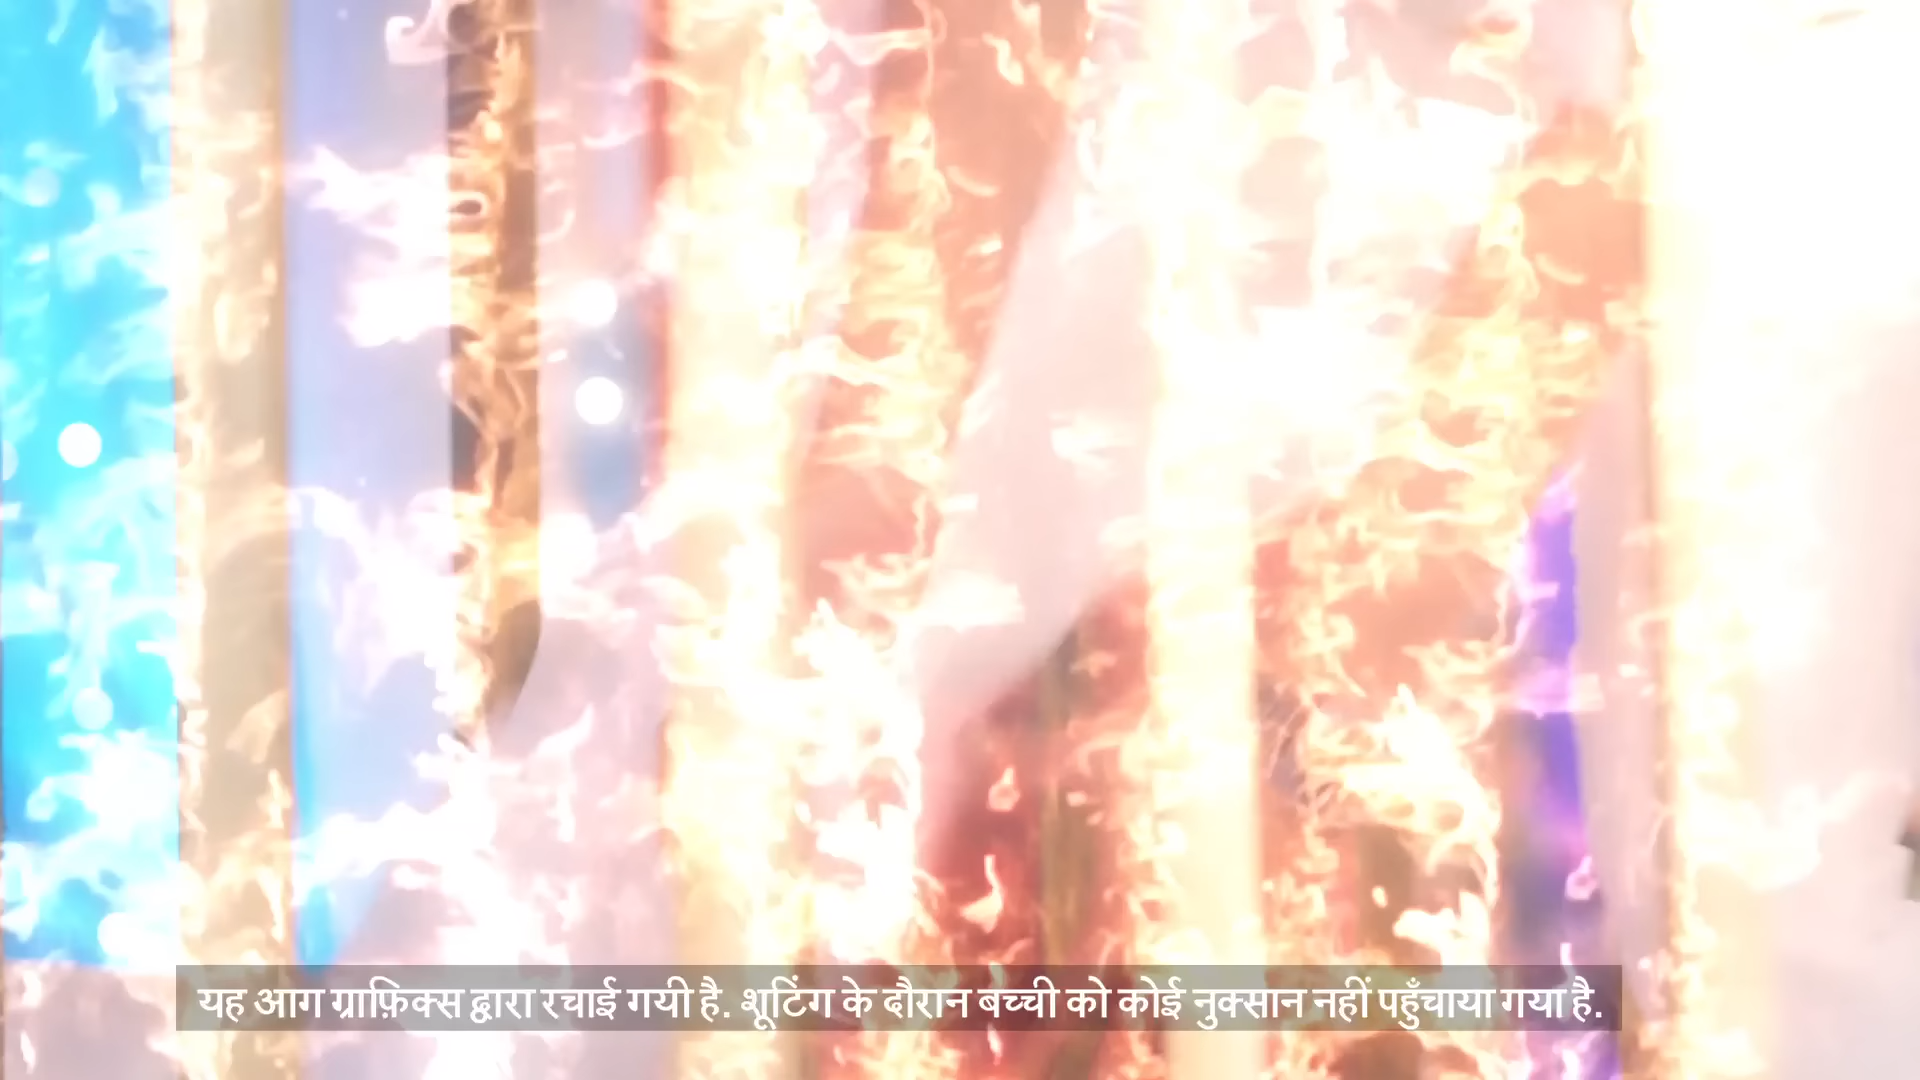 यह आग ग्राफ़िक्स द्वारा रचाई गयी है. शूटिंग के दौरान बच्ची को कोई नुक्सान नहीं पहुँचाया गया है.